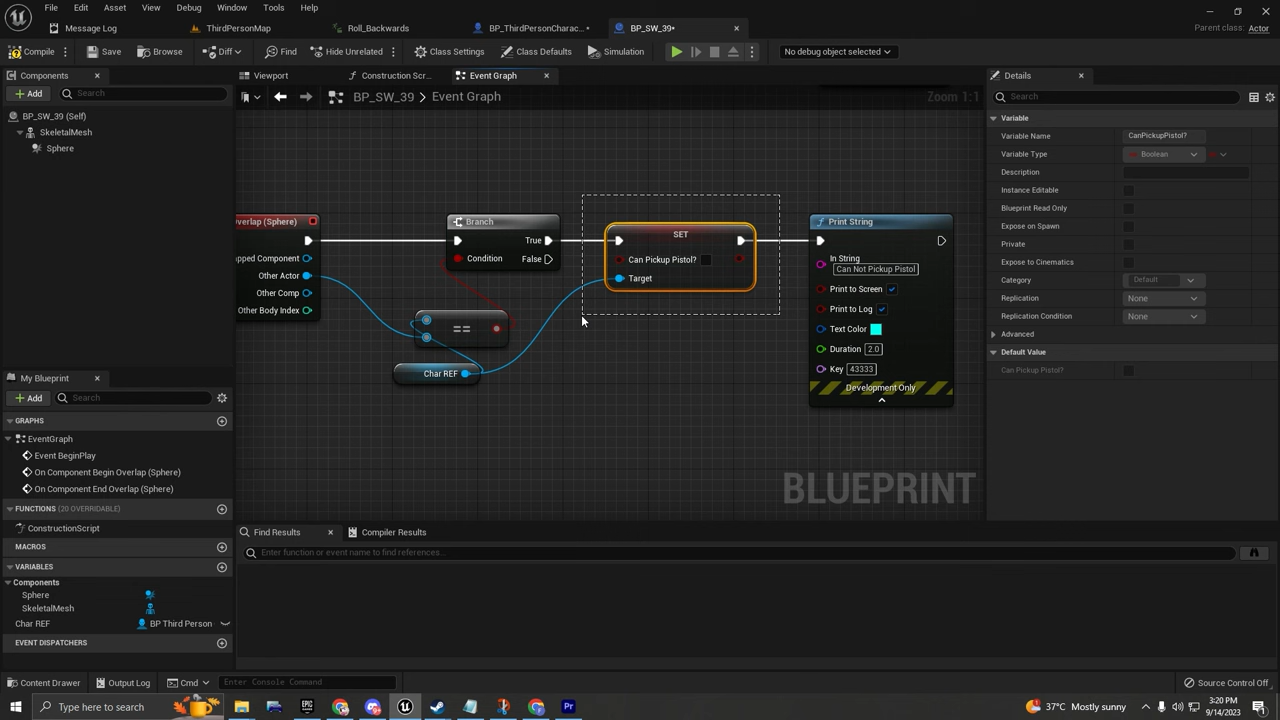 File Edit Asset View Debug Window Tools Help
Message Log ThirdPersonMap Roll_Backwards BP_ThirdPersonCharac...* BP_SW_39* Parent class: Actor
Compile Save Browse Diff Find Hide Unrelated Class Settings Class Defaults Simulation No debug object selected
Components
Add Search
BP_SW_39 (Self)
SkeletalMesh
Sphere
Viewport Construction Scr... Event Graph
BP_SW_39 > Event Graph Zoom 1:1
Overlap (Sphere)
apped Component
Other Actor
Other Comp
Other Body Index
Branch
True
Condition False
==
Char REF
SET
Can Pickup Pistol?
Target
Print String
In String
Can Not Pickup Pistol
Print to Screen
Print to Log
Text Color
Duration 2.0
Key 43333
Development Only
BLUEPRINT
Details
Search
Variable
Variable Name CanPickupPistol?
Variable Type Boolean
Description
Instance Editable
Blueprint Read Only
Expose on Spawn
Private
Expose to Cinematics
Category Default
Replication None
Replication Condition None
Advanced
Default Value
Can Pickup Pistol?
My Blueprint
Add Search
GRAPHS
EventGraph
Event BeginPlay
On Component Begin Overlap (Sphere)
On Component End Overlap (Sphere)
FUNCTIONS (20 OVERRIDABLE)
ConstructionScript
MACROS
VARIABLES
Components
Sphere
SkeletalMesh
Char REF BP Third Person
EVENT DISPATCHERS
Find Results Compiler Results
Enter function or event name to find references...
Content Drawer Output Log Cmd Enter Console Command Source Control Off
Type here to search 37°C Mostly sunny 3:20 PM
9/14/2023